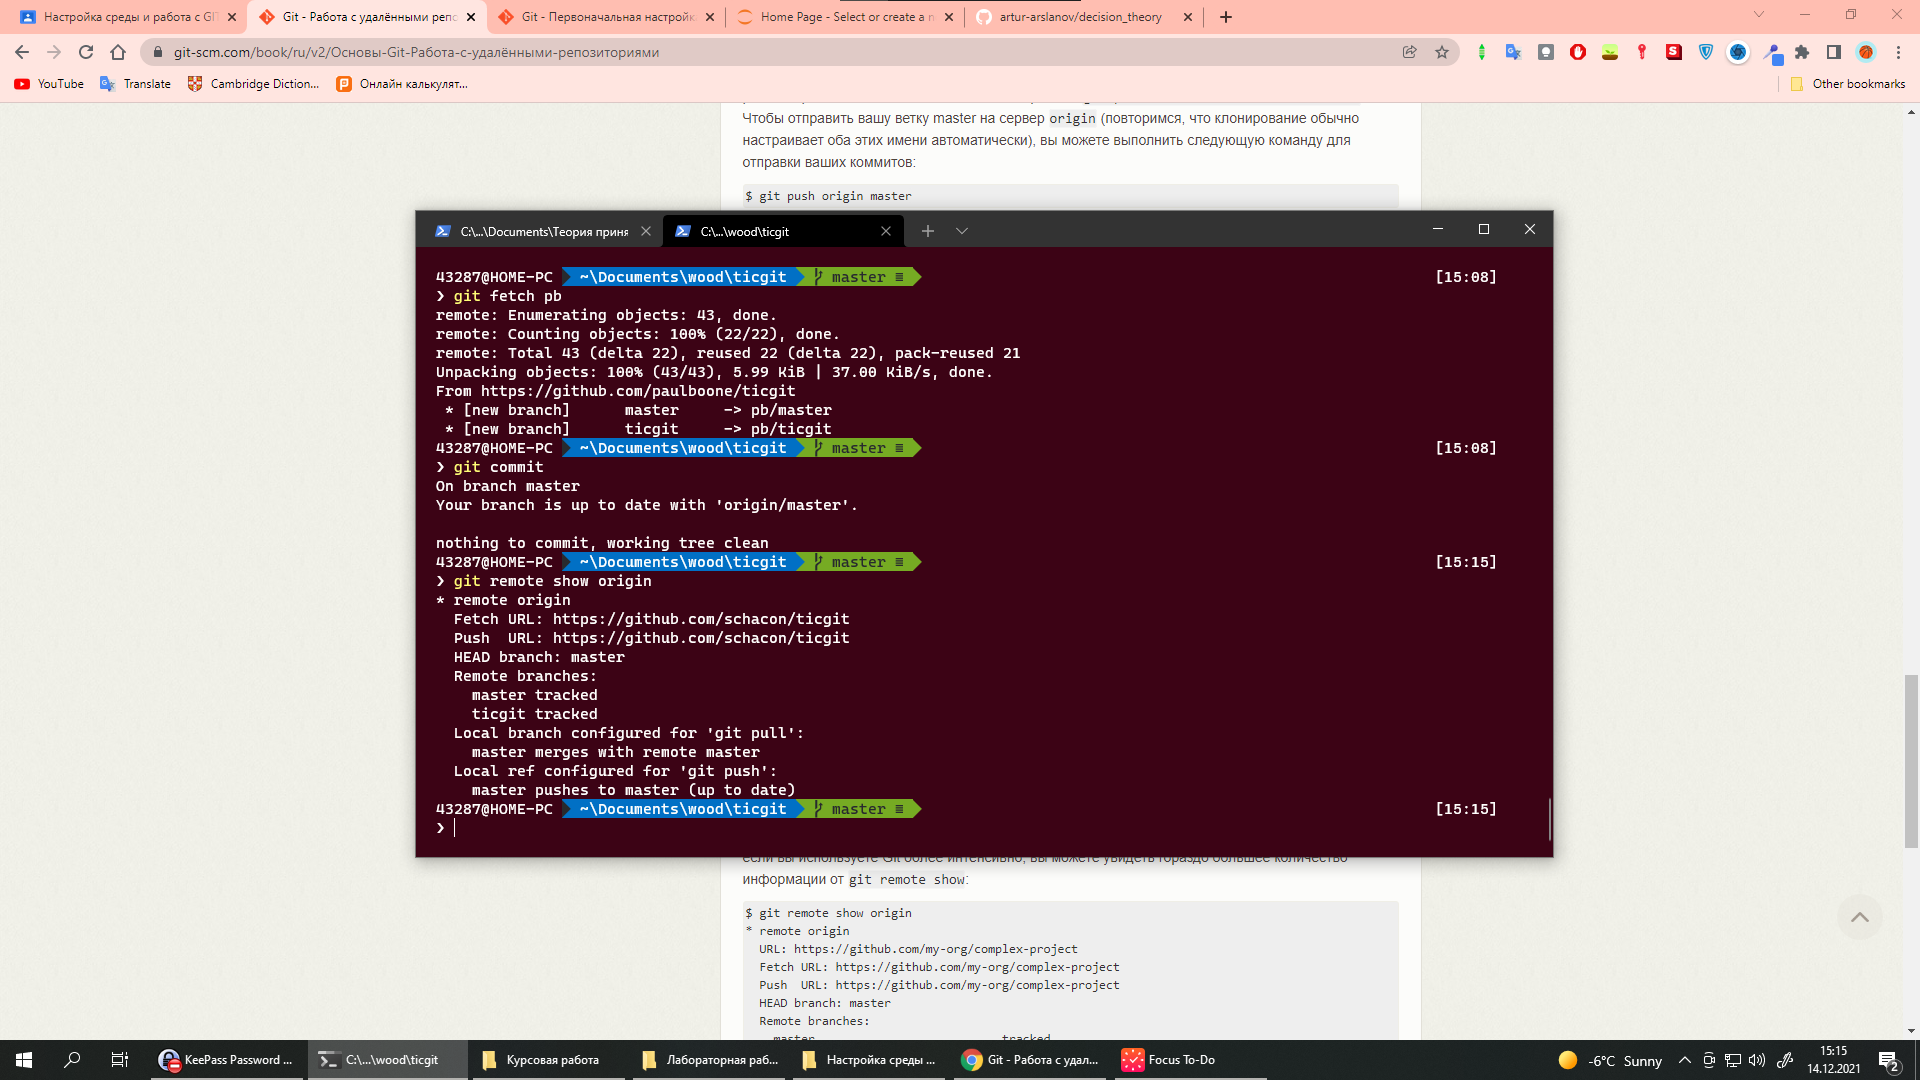 Настройка среды и работа с GI
Git - Работа с удалёнными репо
Git - Первоначальная настройк
Home Page - Select or create a n
artur-arslanov/decision_theory
git-scm.com/book/ru/v2/Основы-Git-Работа-с-удалёнными-репозиториями
YouTube
Translate
Cambridge Diction...
Онлайн калькулят...
Other bookmarks
Чтобы отправить вашу ветку master на сервер origin (повторимся, что клонирование обычно
настраивает оба этих имени автоматически), вы можете выполнить следующую команду для
отправки ваших коммитов:
$ git push origin master
C:\...\Documents\Теория приня
C:\...\wood\ticgit
43287@HOME-PC ~\Documents\wood\ticgit master ≡ [15:08]
❯ git fetch pb
remote: Enumerating objects: 43, done.
remote: Counting objects: 100% (22/22), done.
remote: Total 43 (delta 22), reused 22 (delta 22), pack-reused 21
Unpacking objects: 100% (43/43), 5.99 KiB | 37.00 KiB/s, done.
From https://github.com/paulboone/ticgit
* [new branch] master -> pb/master
* [new branch] ticgit -> pb/ticgit
43287@HOME-PC ~\Documents\wood\ticgit master ≡ [15:08]
❯ git commit
On branch master
Your branch is up to date with 'origin/master'.
nothing to commit, working tree clean
43287@HOME-PC ~\Documents\wood\ticgit master ≡ [15:15]
❯ git remote show origin
* remote origin
Fetch URL: https://github.com/schacon/ticgit
Push  URL: https://github.com/schacon/ticgit
HEAD branch: master
Remote branches:
master tracked
ticgit tracked
Local branch configured for 'git pull':
master merges with remote master
Local ref configured for 'git push':
master pushes to master (up to date)
43287@HOME-PC ~\Documents\wood\ticgit master ≡ [15:15]
❯
если вы используете Git более интенсивно, вы можете увидеть гораздо большее количество
информации от git remote show:
$ git remote show origin
* remote origin
URL: https://github.com/my-org/complex-project
Fetch URL: https://github.com/my-org/complex-project
Push  URL: https://github.com/my-org/complex-project
HEAD branch: master
Remote branches:
master tracked
KeePass Password ...
C:\...\wood\ticgit
Курсовая работа
Лабораторная раб...
Настройка среды ...
Git - Работа с удал...
Focus To-Do
-6°C Sunny
15:15
14.12.2021
2